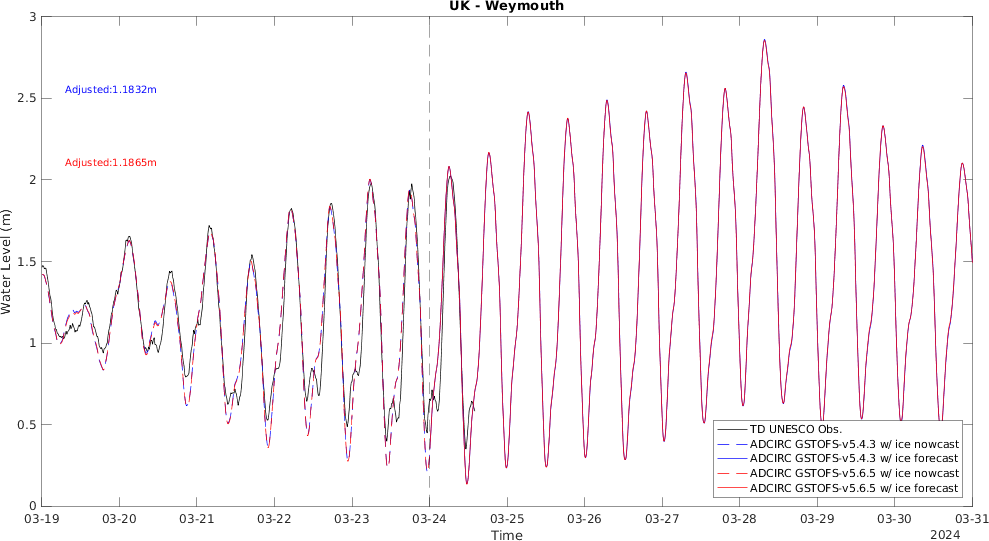 UK - Weymouth
3
2.5
2
1.5
1
0.5
0
Water Level (m)
Adjusted:1.1832m
Adjusted:1.1865m
TD UNESCO Obs.
ADCIRC GSTOFS-v5.4.3 w/ ice nowcast
ADCIRC GSTOFS-v5.4.3 w/ ice forecast
ADCIRC GSTOFS-v5.6.5 w/ ice nowcast
ADCIRC GSTOFS-v5.6.5 w/ ice forecast
03-19 03-20 03-21 03-22 03-23 03-24 03-25 03-26 03-27 03-28 03-29 03-30 03-31
Time
2024